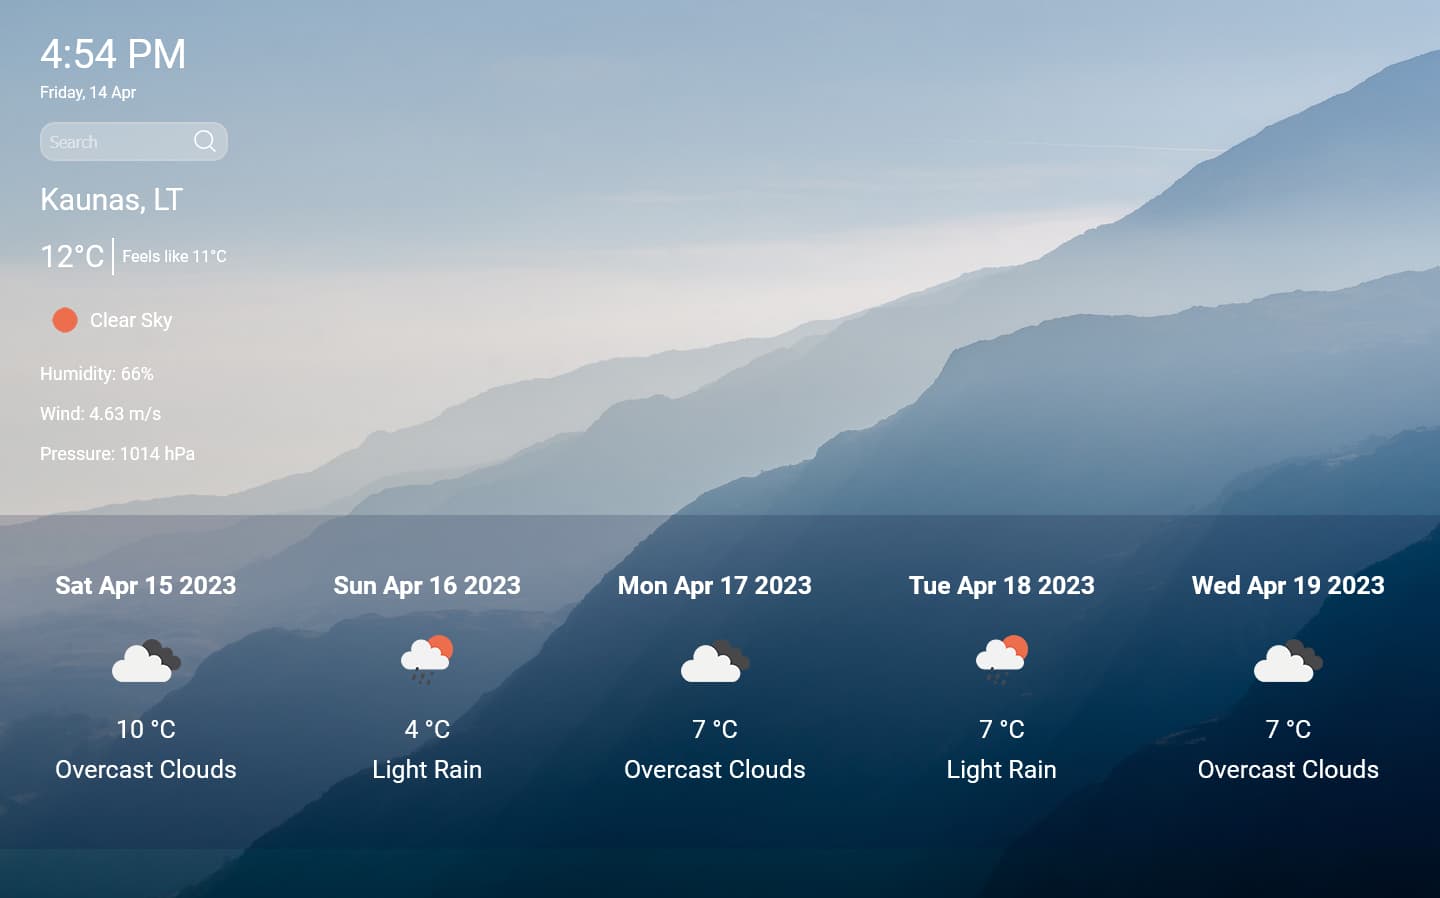 4:54 PM
Friday, 14 Apr
Search
Kaunas, LT
12°C
Feels like 11°C
Clear Sky
Humidity: 66%
Wind: 4.63 m/s
Pressure: 1014 hPa
Sat Apr 15 2023
10 °C
Overcast Clouds
Sun Apr 16 2023
4 °C
Light Rain
Mon Apr 17 2023
7 °C
Overcast Clouds
Tue Apr 18 2023
7 °C
Light Rain
Wed Apr 19 2023
7 °C
Overcast Clouds